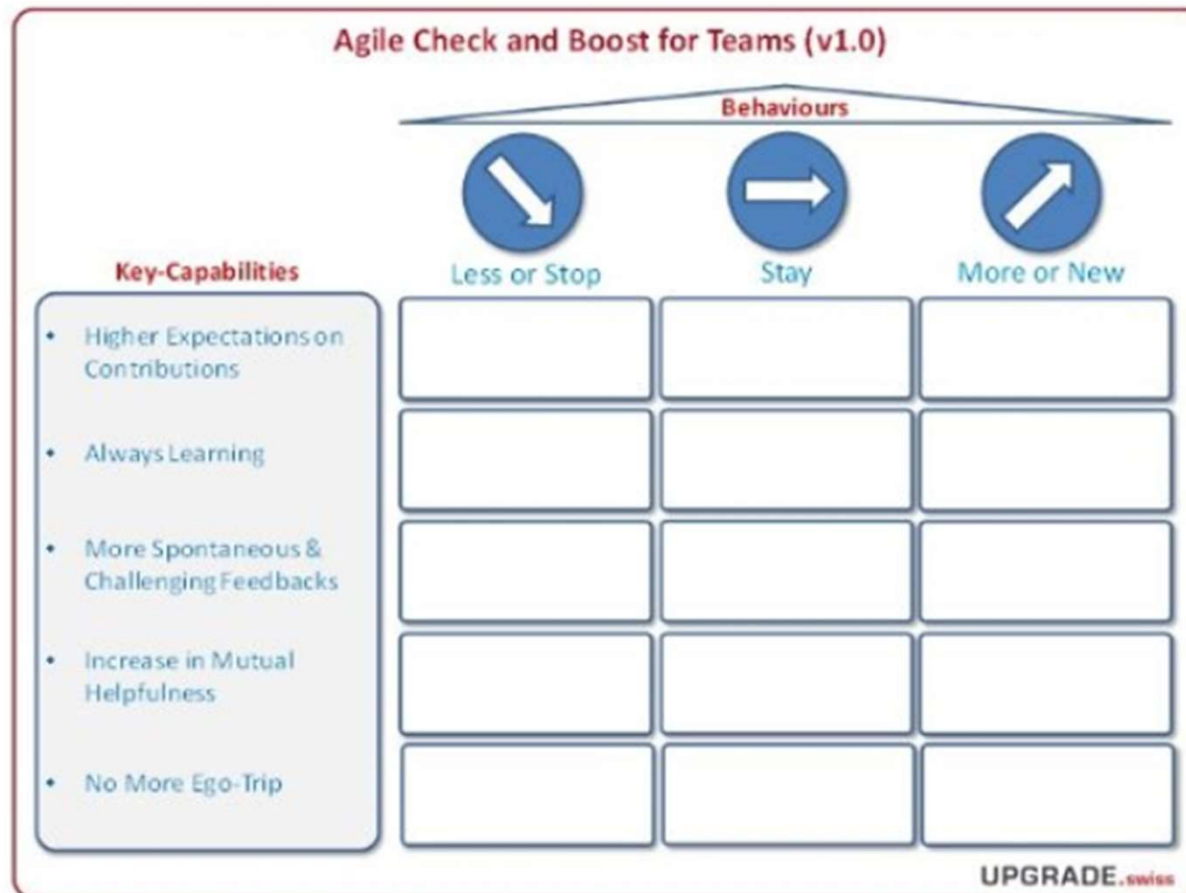 Agile Check and Boost for Teams (v1.0)
Behaviours
Key-Capabilities
Less or Stop
Stay
More or New
• Higher Expectations on
Contributions
• Always Learning
• More Spontaneous &
Challenging Feedbacks
• Increase in Mutual
Helpfulness
• No More Ego-Trip
UPGRADE.swiss